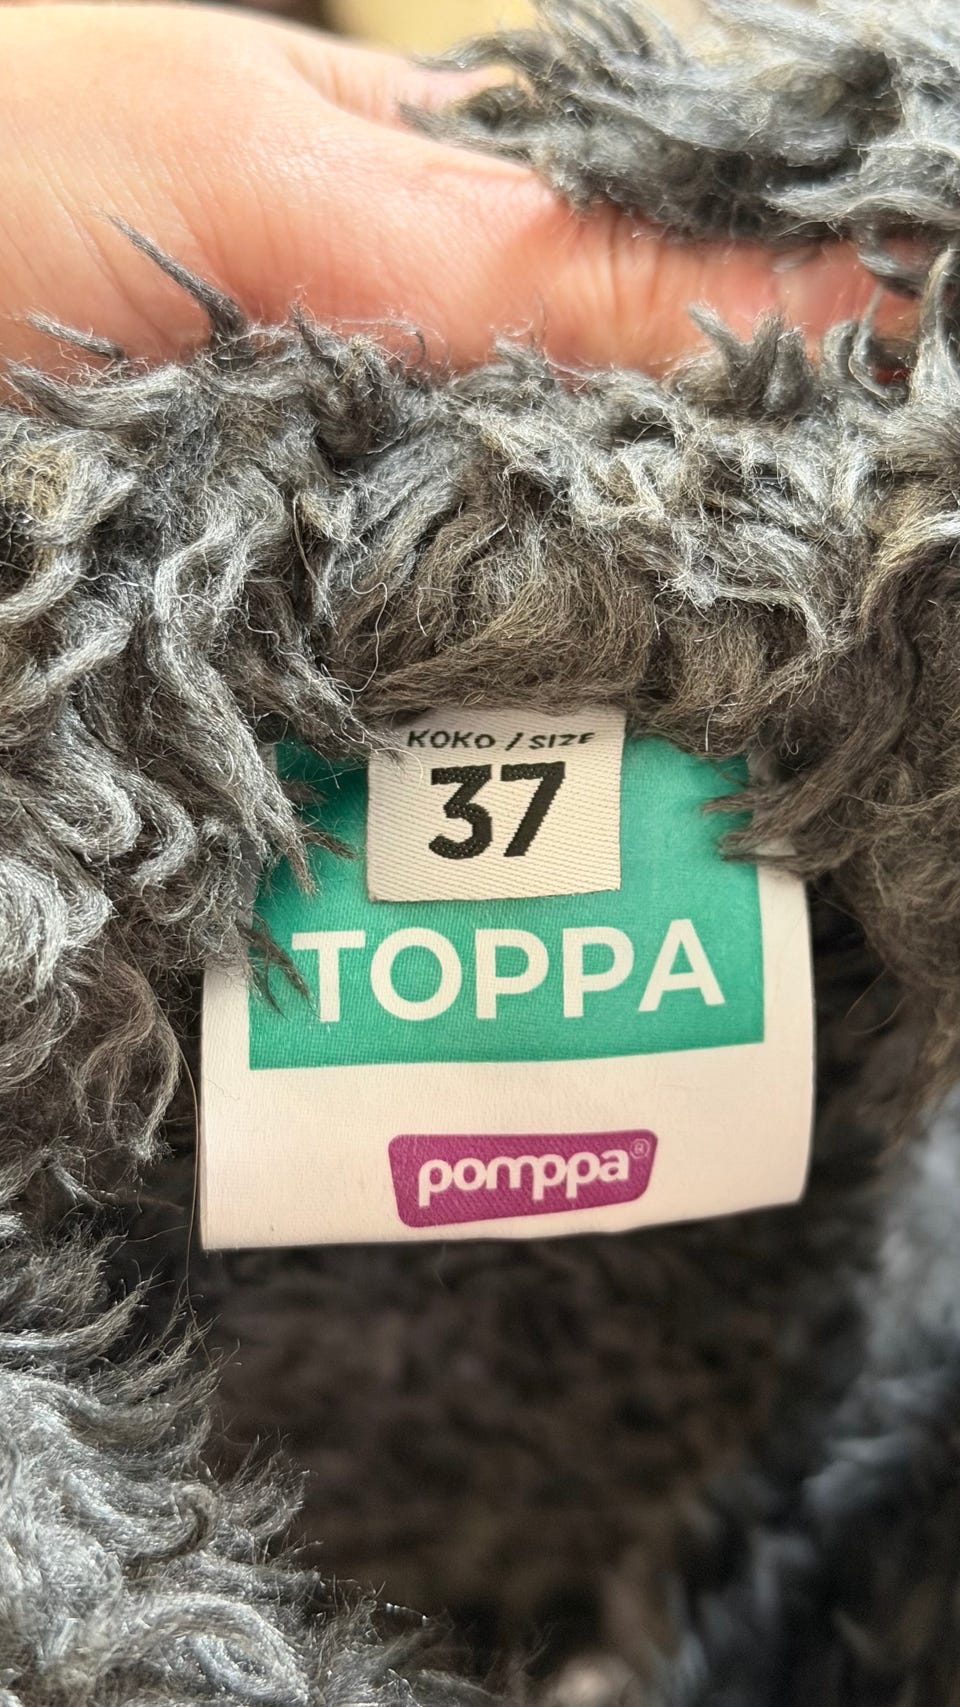 KOKO / SIZE
37
TOPPA
pomppa®